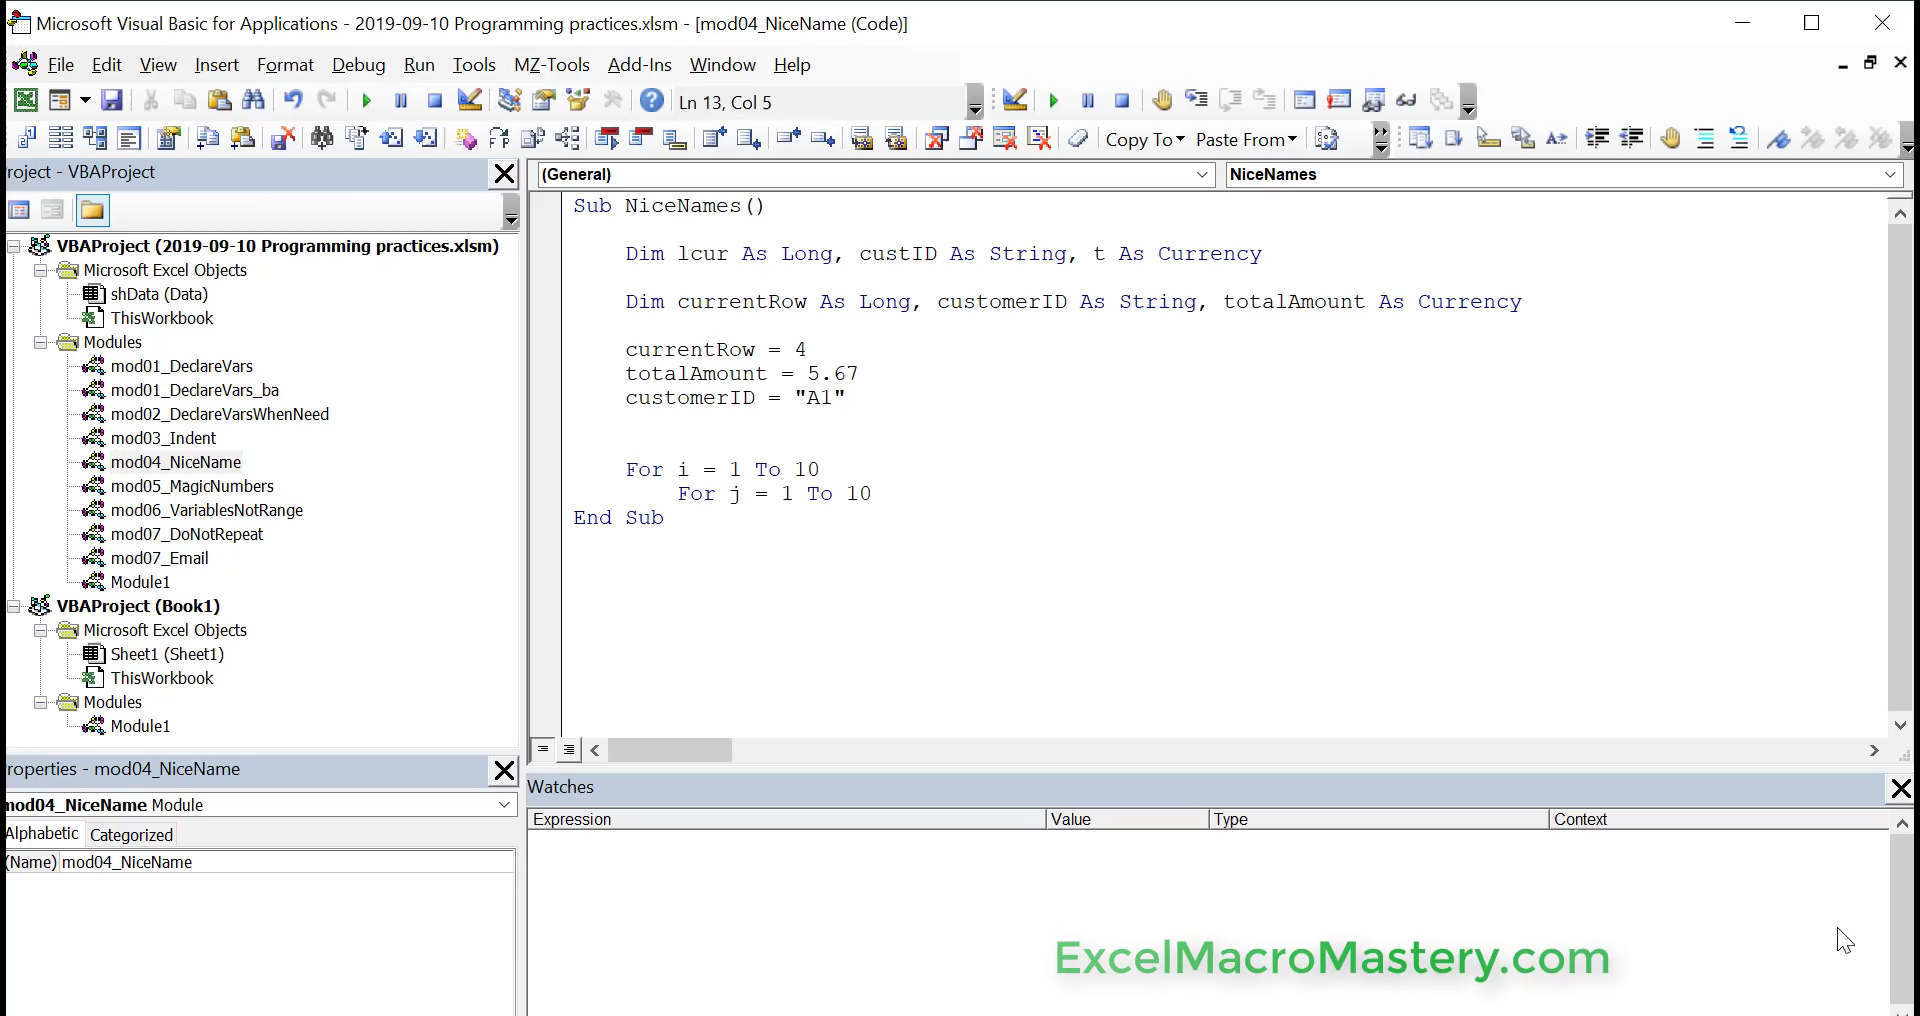 Microsoft Visual Basic for Applications - 2019-09-10 Programming practices.xlsm - [mod04_NiceName (Code)]
File Edit View Insert Format Debug Run Tools MZ-Tools Add-Ins Window Help
Ln 13, Col 5
Copy To Paste From
roject - VBAProject
VBAProject (2019-09-10 Programming practices.xlsm)
Microsoft Excel Objects
shData (Data)
ThisWorkbook
Modules
mod01_DeclareVars
mod01_DeclareVars_ba
mod02_DeclareVarsWhenNeed
mod03_Indent
mod04_NiceName
mod05_MagicNumbers
mod06_VariablesNotRange
mod07_DoNotRepeat
mod07_Email
Module1
VBAProject (Book1)
Microsoft Excel Objects
Sheet1 (Sheet1)
ThisWorkbook
Modules
Module1
roperties - mod04_NiceName
mod04_NiceName Module
Alphabetic Categorized
(Name) mod04_NiceName
(General) NiceNames
Sub NiceNames()
Dim lcur As Long, custID As String, t As Currency
Dim currentRow As Long, customerID As String, totalAmount As Currency
currentRow = 4
totalAmount = 5.67
customerID = "A1"
For i = 1 To 10
For j = 1 To 10
End Sub
Watches
Expression Value Type Context
ExcelMacroMastery.com